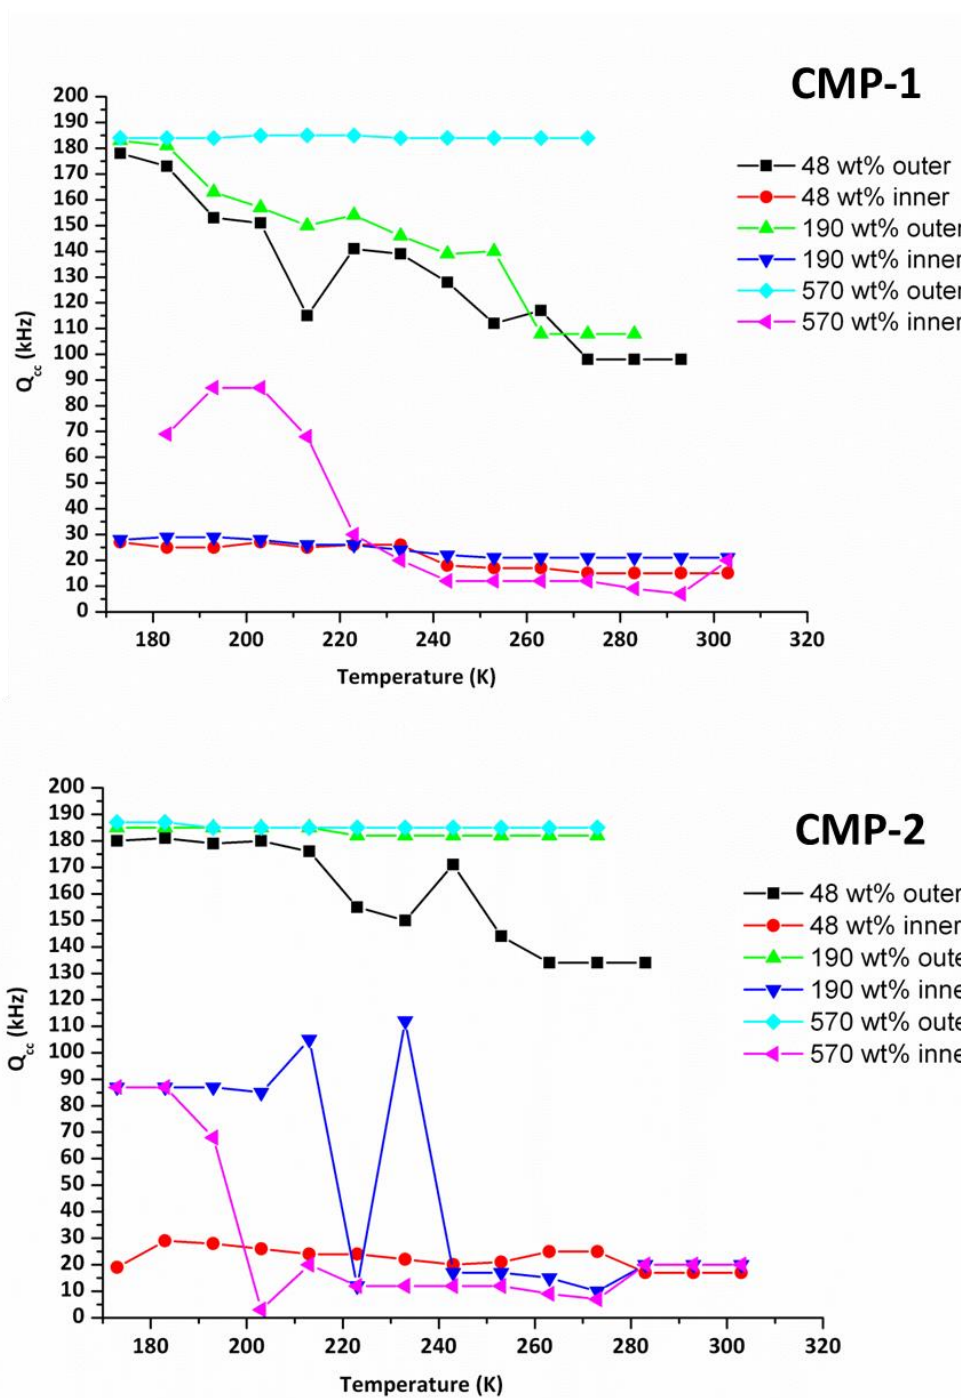 CMP-1
200
190
180
170
160
150
140
130
120
110
100
90
80
70
60
50
40
30
20
10
0
Qcc (kHz)
48 wt% outer
48 wt% inner
190 wt% outer
190 wt% inner
570 wt% outer
570 wt% inner
180 200 220 240 260 280 300 320
Temperature (K)
CMP-2
200
190
180
170
160
150
140
130
120
110
100
90
80
70
60
50
40
30
20
10
0
Qcc (kHz)
48 wt% outer
48 wt% inner
190 wt% oute
190 wt% inne
570 wt% oute
570 wt% inne
180 200 220 240 260 280 300 320
Temperature (K)